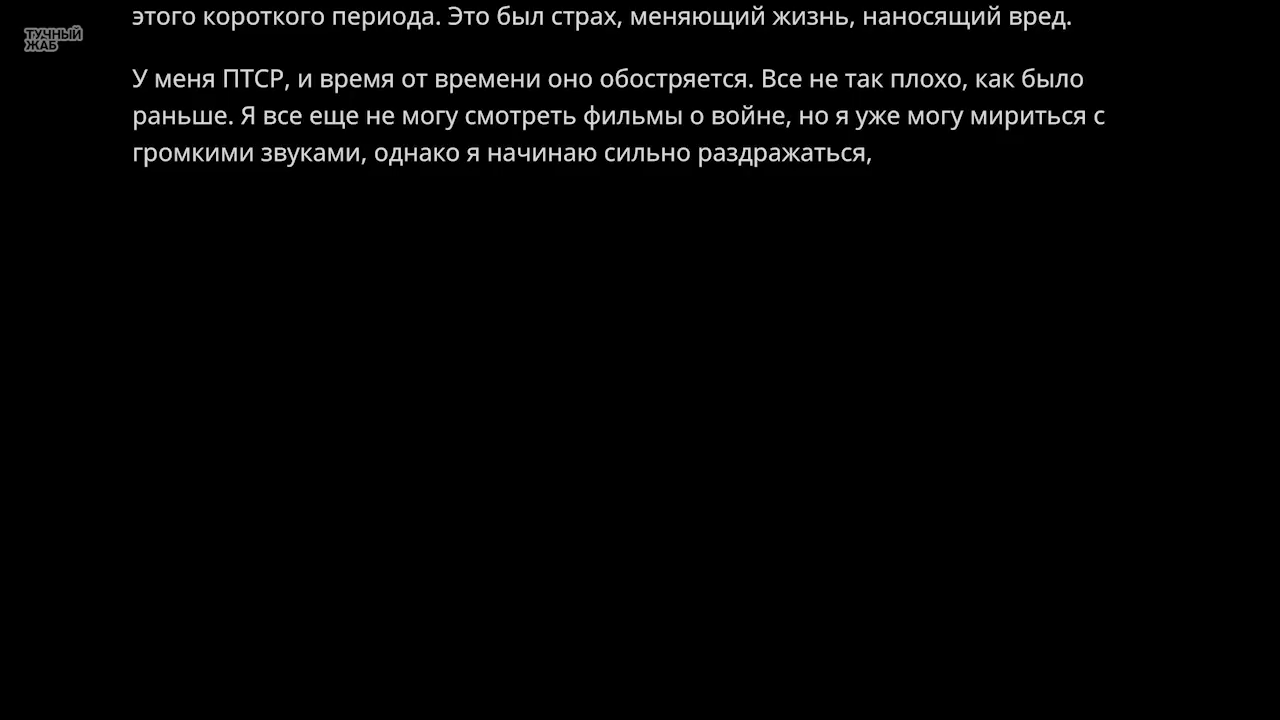 этого короткого периода. Это был страх, меняющий жизнь, наносящий вред.
ТУЧНЫЙ
ЖАБ
У меня ПТСР, и время от времени оно обостряется. Все не так плохо, как было
раньше. Я все еще не могу смотреть фильмы о войне, но я уже могу мириться с
громкими звуками, однако я начинаю сильно раздражаться,